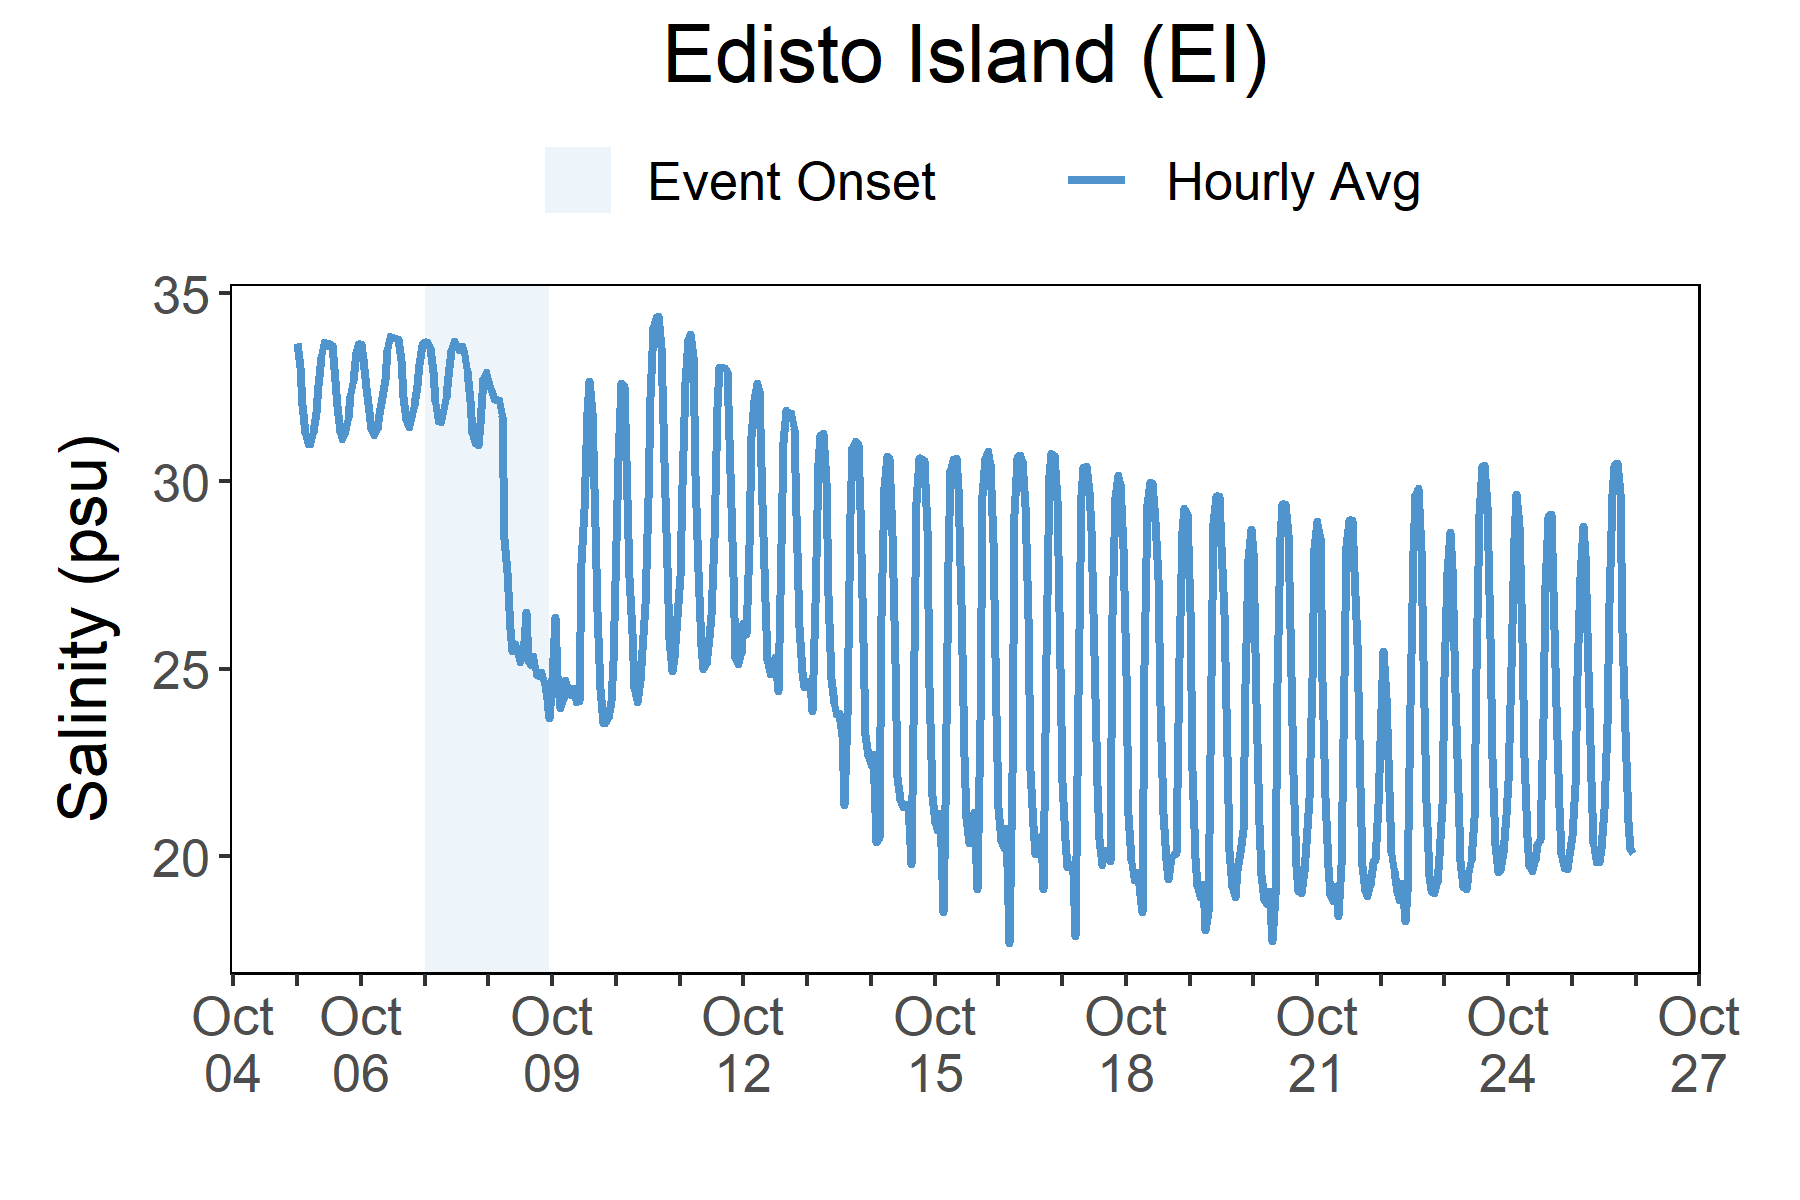 Edisto Island (EI)
Event Onset Hourly Avg
Salinity (psu)
35
30
25
20
Oct Oct Oct Oct Oct Oct Oct Oct Oct
04 06 09 12 15 18 21 24 27